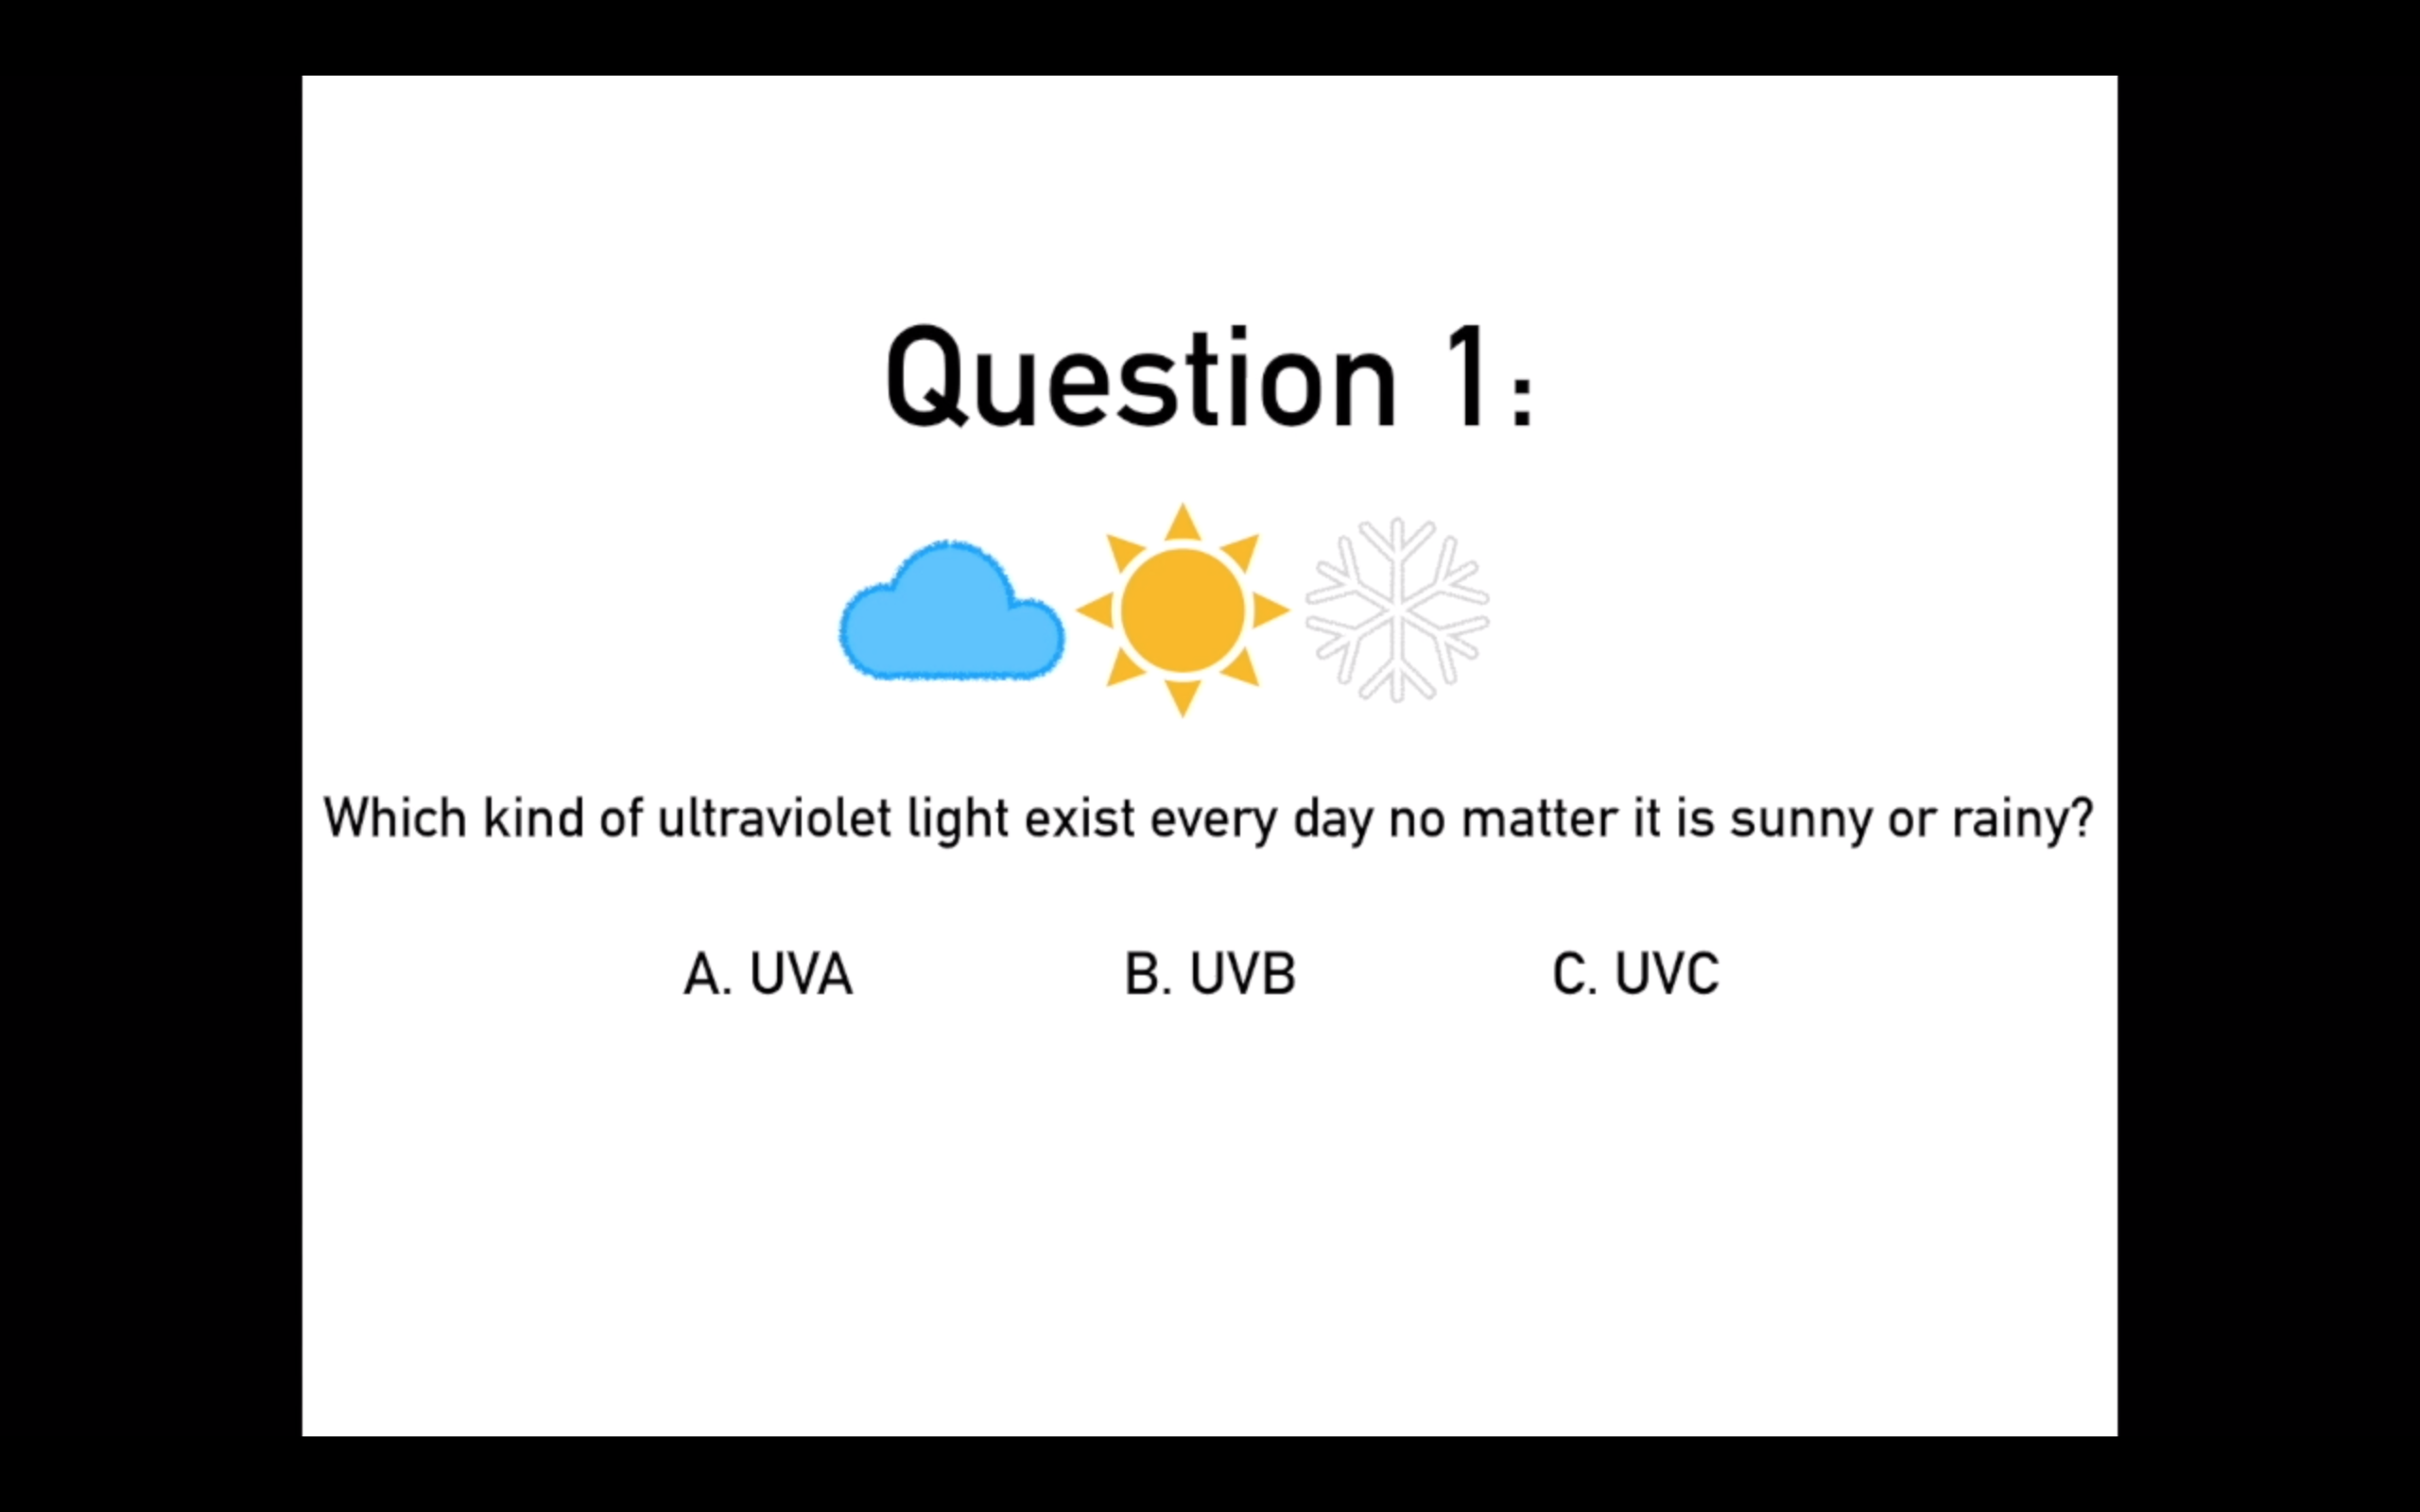 Question 1:
Which kind of ultraviolet light exist every day no matter it is sunny or rainy?
A. UVA B. UVB C. UVC